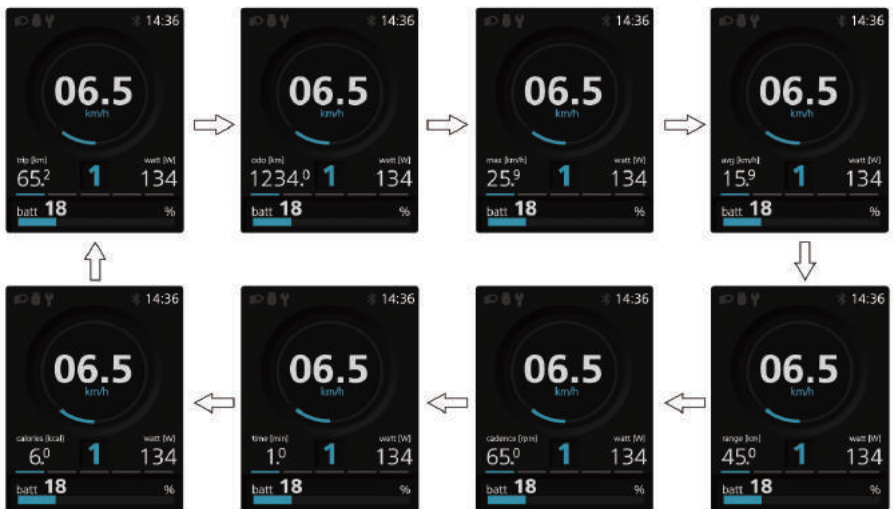 14:36
06.5
km/h
trip [km] watt [W]
65.2 1 134
batt 18 %
14:36
06.5
km/h
odo [km] watt [W]
1234.0 1 134
batt 18 %
14:36
06.5
km/h
max [km/h] watt [W]
25.9 1 134
batt 18 %
14:36
06.5
km/h
avg [km/h] watt [W]
15.9 1 134
batt 18 %
14:36
06.5
km/h
calories [kcal] watt [W]
6.0 1 134
batt 18 %
14:36
06.5
km/h
time [min] watt [W]
1.0 1 134
batt 18 %
14:36
06.5
km/h
cadence [rpm] watt [W]
65.0 1 134
batt 18 %
14:36
06.5
km/h
range [km] watt [W]
45.0 1 134
batt 18 %